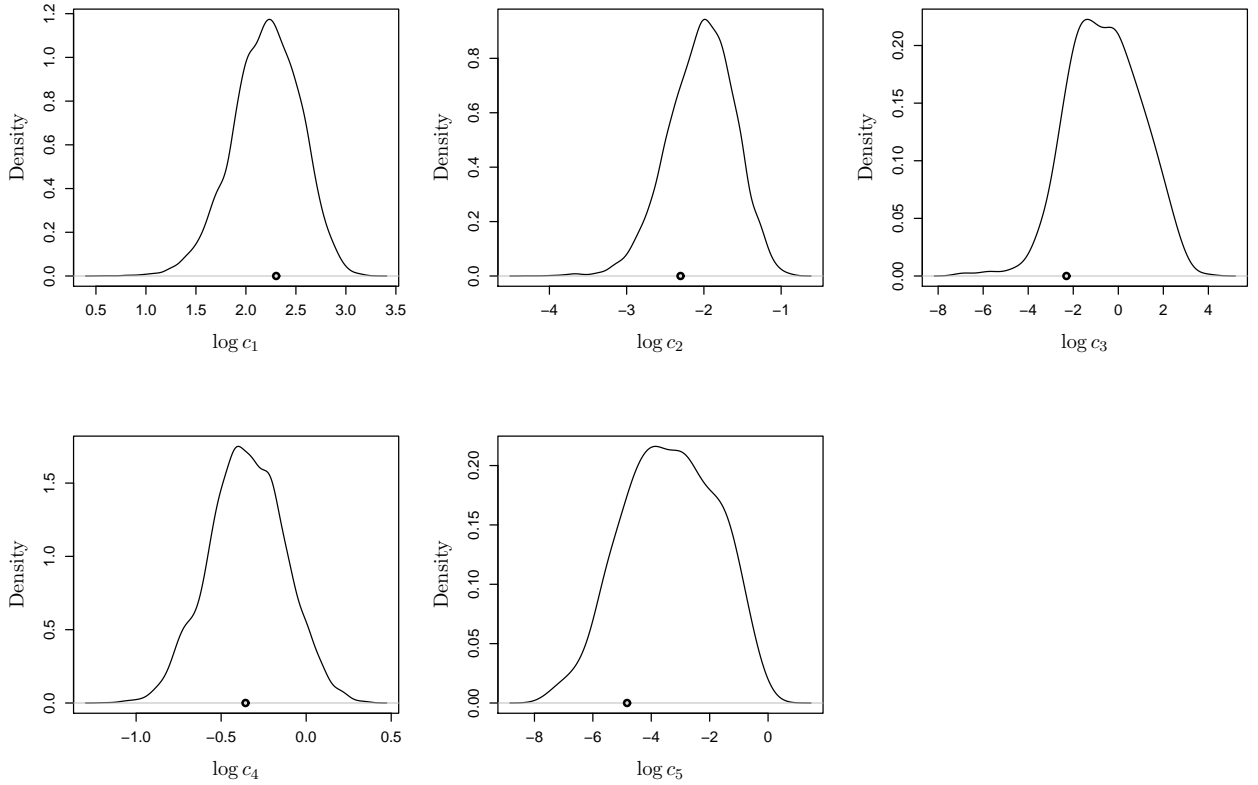 Density
0.0 0.2 0.4 0.6 0.8 1.0 1.2
0.5 1.0 1.5 2.0 2.5 3.0 3.5
log c₁
Density
0.0 0.2 0.4 0.6 0.8
−4 −3 −2 −1
log c₂
Density
0.00 0.05 0.10 0.15 0.20
−8 −6 −4 −2 0 2 4
log c₃
Density
0.0 0.5 1.0 1.5
−1.0 −0.5 0.0 0.5
log c₄
Density
0.00 0.05 0.10 0.15 0.20
−8 −6 −4 −2 0
log c₅